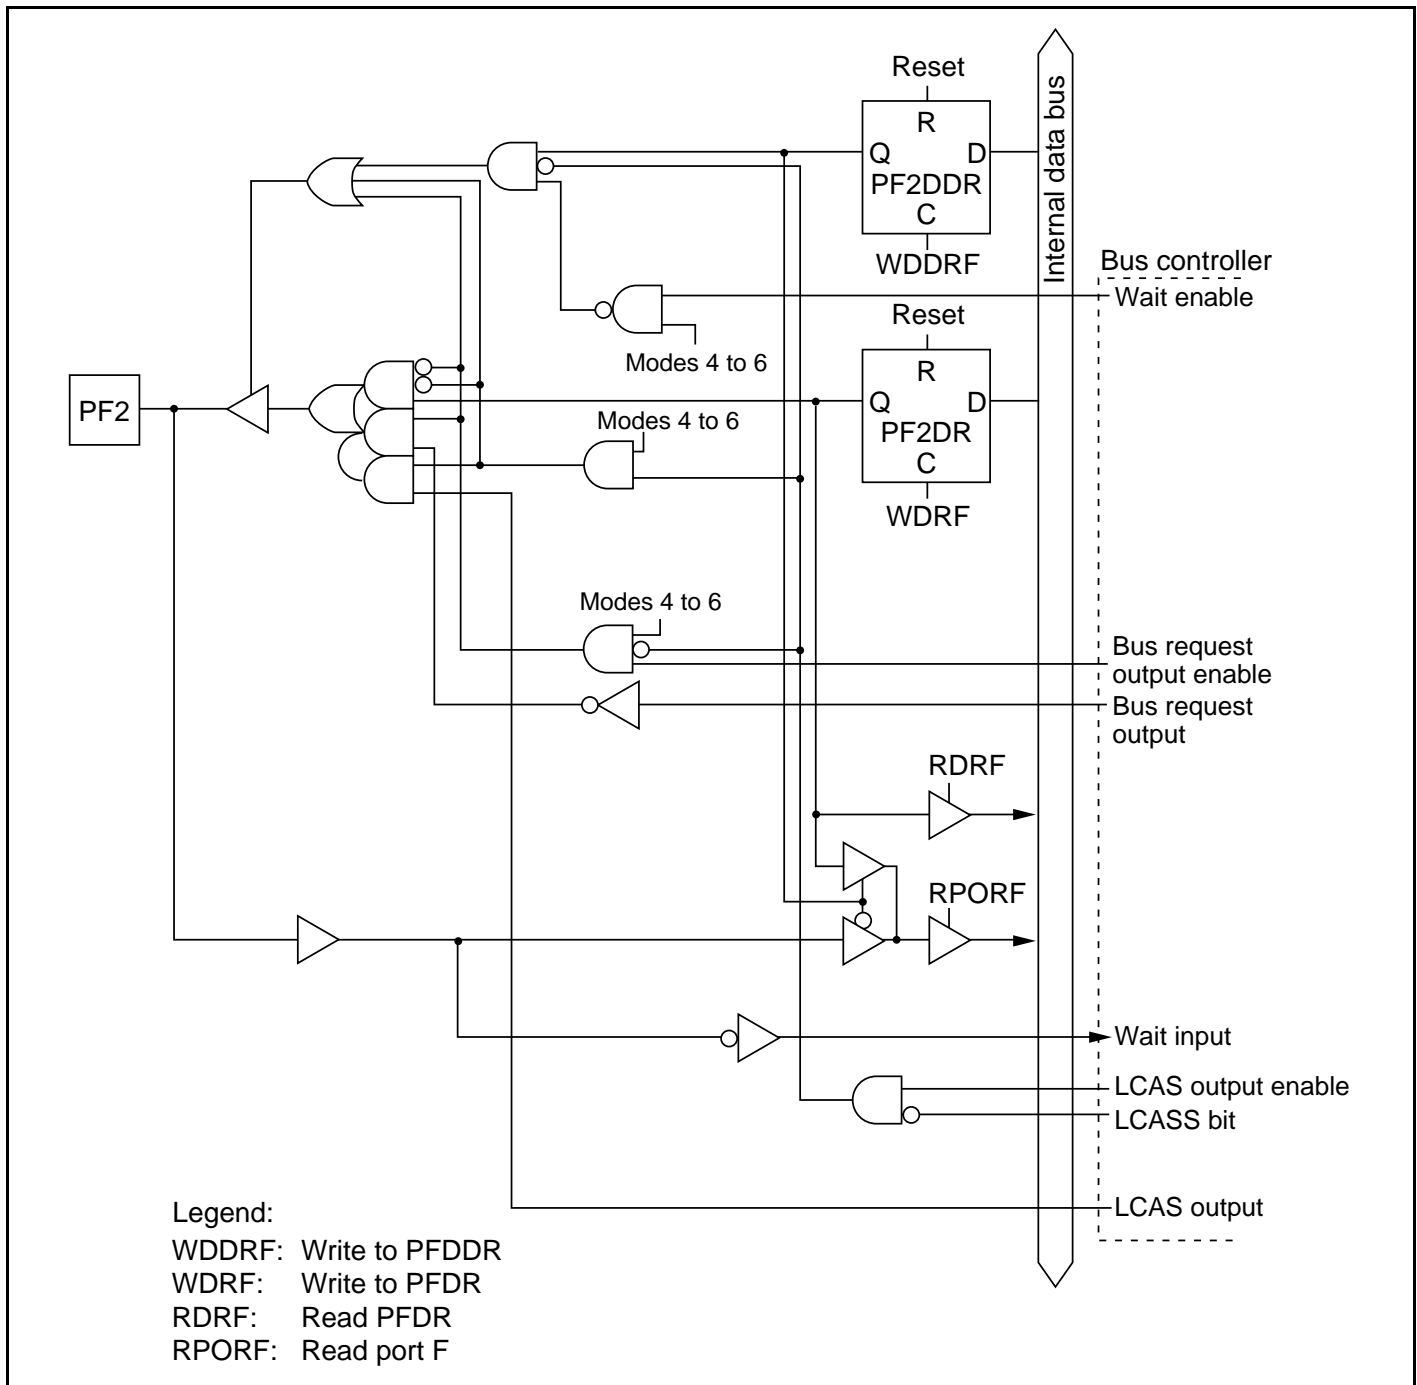 Reset
R
Q D
PF2DDR
C
WDDRF
Internal data bus
Bus controller
Wait enable
Modes 4 to 6
Reset
R
Q D
PF2DR
C
WDRF
PF2
Modes 4 to 6
Modes 4 to 6
Bus request
output enable
Bus request
output
RDRF
RPORF
Wait input
LCAS output enable
LCASS bit
LCAS output
Legend:
WDDRF: Write to PFDDR
WDRF: Write to PFDR
RDRF: Read PFDR
RPORF: Read port F